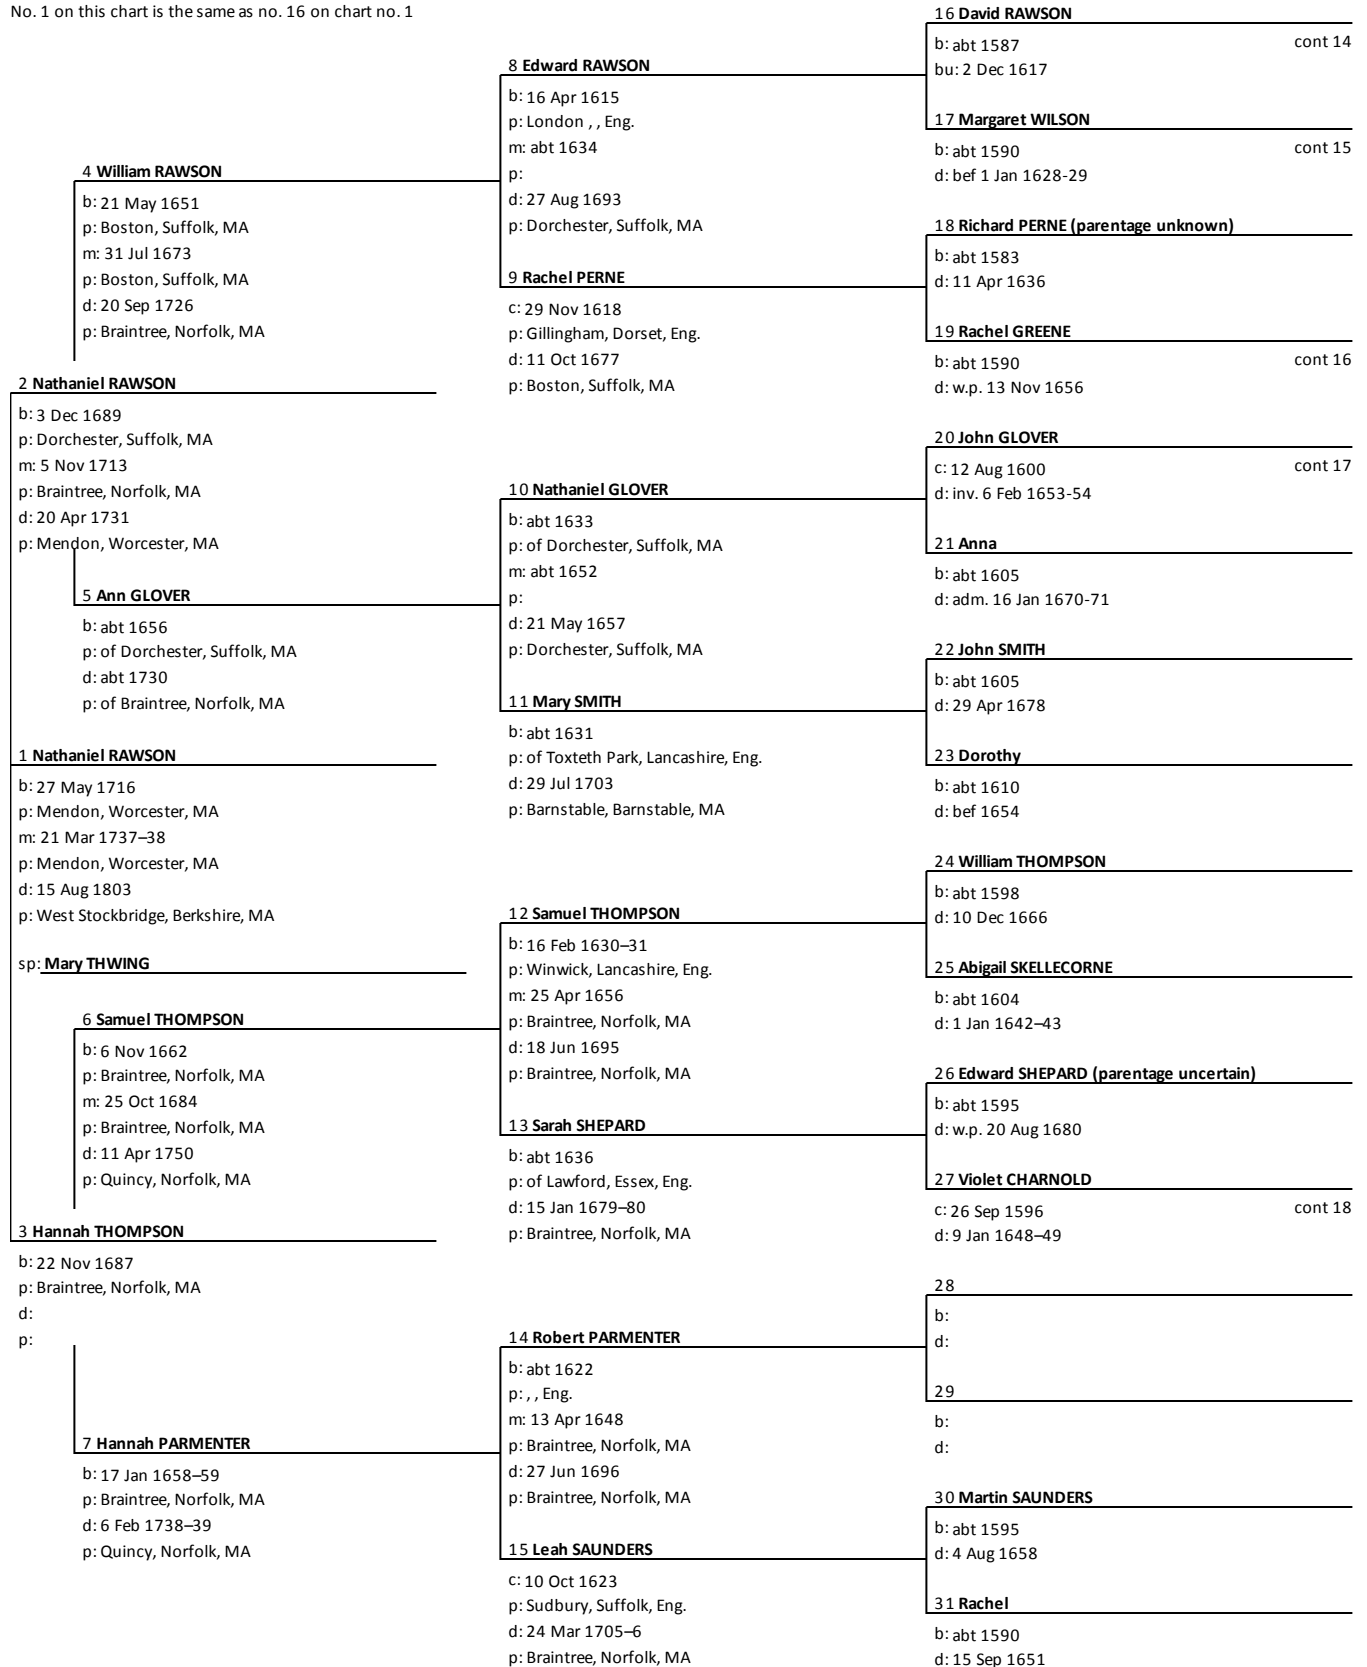 No. 1 on this chart is the same as no. 16 on chart no. 1
2 Nathaniel RAWSON
b: 3 Dec 1689
p: Dorchester, Suffolk, MA
m: 5 Nov 1713
p: Braintree, Norfolk, MA
d: 20 Apr 1731
p: Mendon, Worcester, MA
1 Nathaniel RAWSON
b: 27 May 1716
p: Mendon, Worcester, MA
m: 21 Mar 1737–38
p: Mendon, Worcester, MA
d: 15 Aug 1803
p: West Stockbridge, Berkshire, MA
sp: Mary THWING
3 Hannah THOMPSON
b: 22 Nov 1687
p: Braintree, Norfolk, MA
d:
p:
4 William RAWSON
b: 21 May 1651
p: Boston, Suffolk, MA
m: 31 Jul 1673
p: Boston, Suffolk, MA
d: 20 Sep 1726
p: Braintree, Norfolk, MA
5 Ann GLOVER
b: abt 1656
p: of Dorchester, Suffolk, MA
d: abt 1730
p: of Braintree, Norfolk, MA
6 Samuel THOMPSON
b: 6 Nov 1662
p: Braintree, Norfolk, MA
m: 25 Oct 1684
p: Braintree, Norfolk, MA
d: 11 Apr 1750
p: Quincy, Norfolk, MA
7 Hannah PARMENTER
b: 17 Jan 1658–59
p: Braintree, Norfolk, MA
d: 6 Feb 1738–39
p: Quincy, Norfolk, MA
8 Edward RAWSON
b: 16 Apr 1615
p: London , , Eng.
m: abt 1634
p:
d: 27 Aug 1693
p: Dorchester, Suffolk, MA
9 Rachel PERNE
c: 29 Nov 1618
p: Gillingham, Dorset, Eng.
d: 11 Oct 1677
p: Boston, Suffolk, MA
10 Nathaniel GLOVER
b: abt 1633
p: of Dorchester, Suffolk, MA
m: abt 1652
p:
d: 21 May 1657
p: Dorchester, Suffolk, MA
11 Mary SMITH
b: abt 1631
p: of Toxteth Park, Lancashire, Eng.
d: 29 Jul 1703
p: Barnstable, Barnstable, MA
12 Samuel THOMPSON
b: 16 Feb 1630–31
p: Winwick, Lancashire, Eng.
m: 25 Apr 1656
p: Braintree, Norfolk, MA
d: 18 Jun 1695
p: Braintree, Norfolk, MA
13 Sarah SHEPARD
b: abt 1636
p: of Lawford, Essex, Eng.
d: 15 Jan 1679–80
p: Braintree, Norfolk, MA
14 Robert PARMENTER
b: abt 1622
p: , , Eng.
m: 13 Apr 1648
p: Braintree, Norfolk, MA
d: 27 Jun 1696
p: Braintree, Norfolk, MA
15 Leah SAUNDERS
c: 10 Oct 1623
p: Sudbury, Suffolk, Eng.
d: 24 Mar 1705–6
p: Braintree, Norfolk, MA
16 David RAWSON
b: abt 1587 cont 14
bu: 2 Dec 1617
17 Margaret WILSON
b: abt 1590 cont 15
d: bef 1 Jan 1628-29
18 Richard PERNE (parentage unknown)
b: abt 1583
d: 11 Apr 1636
19 Rachel GREENE
b: abt 1590 cont 16
d: w.p. 13 Nov 1656
20 John GLOVER
c: 12 Aug 1600 cont 17
d: inv. 6 Feb 1653-54
21 Anna
b: abt 1605
d: adm. 16 Jan 1670-71
22 John SMITH
b: abt 1605
d: 29 Apr 1678
23 Dorothy
b: abt 1610
d: bef 1654
24 William THOMPSON
b: abt 1598
d: 10 Dec 1666
25 Abigail SKELLECORNE
b: abt 1604
d: 1 Jan 1642–43
26 Edward SHEPARD (parentage uncertain)
b: abt 1595
d: w.p. 20 Aug 1680
27 Violet CHARNOLD
c: 26 Sep 1596 cont 18
d: 9 Jan 1648–49
28
b:
d:
29
b:
d:
30 Martin SAUNDERS
b: abt 1595
d: 4 Aug 1658
31 Rachel
b: abt 1590
d: 15 Sep 1651